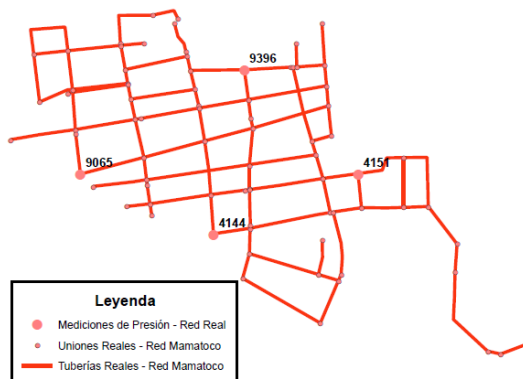 9396
9065
4151
4144
Leyenda
Mediciones de Presión - Red Real
Uniones Reales - Red Mamatoco
Tuberías Reales - Red Mamatoco